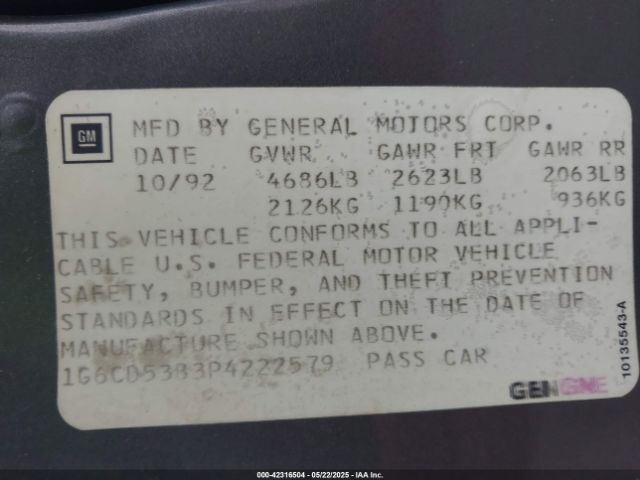 GM
MFD BY GENERAL MOTORS CORP.
DATE GVWR GAWR FRT GAWR RR
10/92 4686LB 2623LB 2063LB
2126KG 1190KG 936KG
THIS VEHICLE CONFORMS TO ALL APPLI-
CABLE U.S. FEDERAL MOTOR VEHICLE
SAFETY, BUMPER, AND THEFT PREVENTION
STANDARDS IN EFFECT ON THE DATE OF
MANUFACTURE SHOWN ABOVE.
1G6CD53B3P4222579 PASS CAR
10135543-A
000-42316504 - 05/22/2025 - IAA Inc.